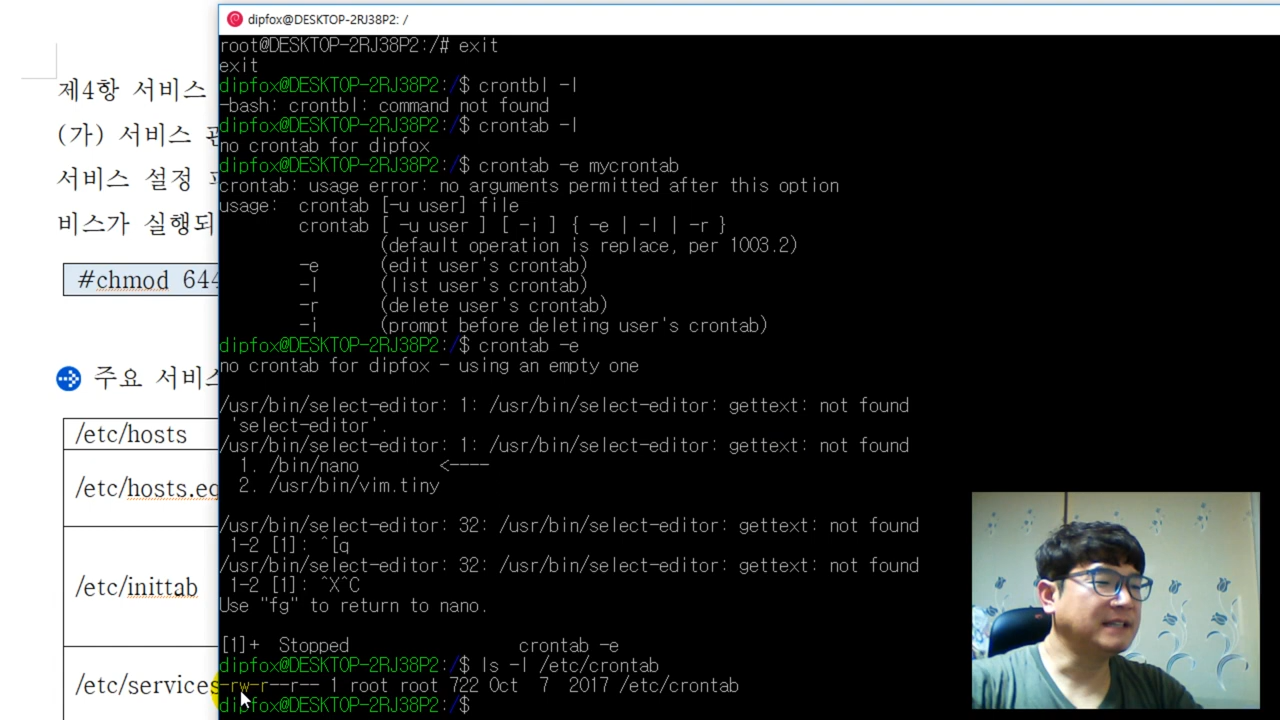 dipfox@DESKTOP-2RJ38P2: /
root@DESKTOP-2RJ38P2:/# exit
exit
dipfox@DESKTOP-2RJ38P2:/$ crontbl -l
-bash: crontbl: command not found
dipfox@DESKTOP-2RJ38P2:/$ crontab -l
no crontab for dipfox
dipfox@DESKTOP-2RJ38P2:/$ crontab -e mycrontab
crontab: usage error: no arguments permitted after this option
usage:  crontab [-u user] file
        crontab [ -u user ] [ -i ] { -e | -l | -r }
                (default operation is replace, per 1003.2)
        -e      (edit user's crontab)
        -l      (list user's crontab)
        -r      (delete user's crontab)
        -i      (prompt before deleting user's crontab)
dipfox@DESKTOP-2RJ38P2:/$ crontab -e
no crontab for dipfox - using an empty one
/usr/bin/select-editor: 1: /usr/bin/select-editor: gettext: not found
 'select-editor'.
/usr/bin/select-editor: 1: /usr/bin/select-editor: gettext: not found
  1. /bin/nano        <----
  2. /usr/bin/vim.tiny
/usr/bin/select-editor: 32: /usr/bin/select-editor: gettext: not found
 1-2 [1]: ^[q
/usr/bin/select-editor: 32: /usr/bin/select-editor: gettext: not found
 1-2 [1]: ^X^C
Use "fg" to return to nano.
[1]+  Stopped                 crontab -e
dipfox@DESKTOP-2RJ38P2:/$ ls -l /etc/crontab
-rw-r--r-- 1 root root 722 Oct  7  2017 /etc/crontab
dipfox@DESKTOP-2RJ38P2:/$
제4항 서비스
(가) 서비스
서비스 설정
비스가 실행되
#chmod 644
주요 서비스
/etc/hosts
/etc/hosts.eq
/etc/inittab
/etc/services